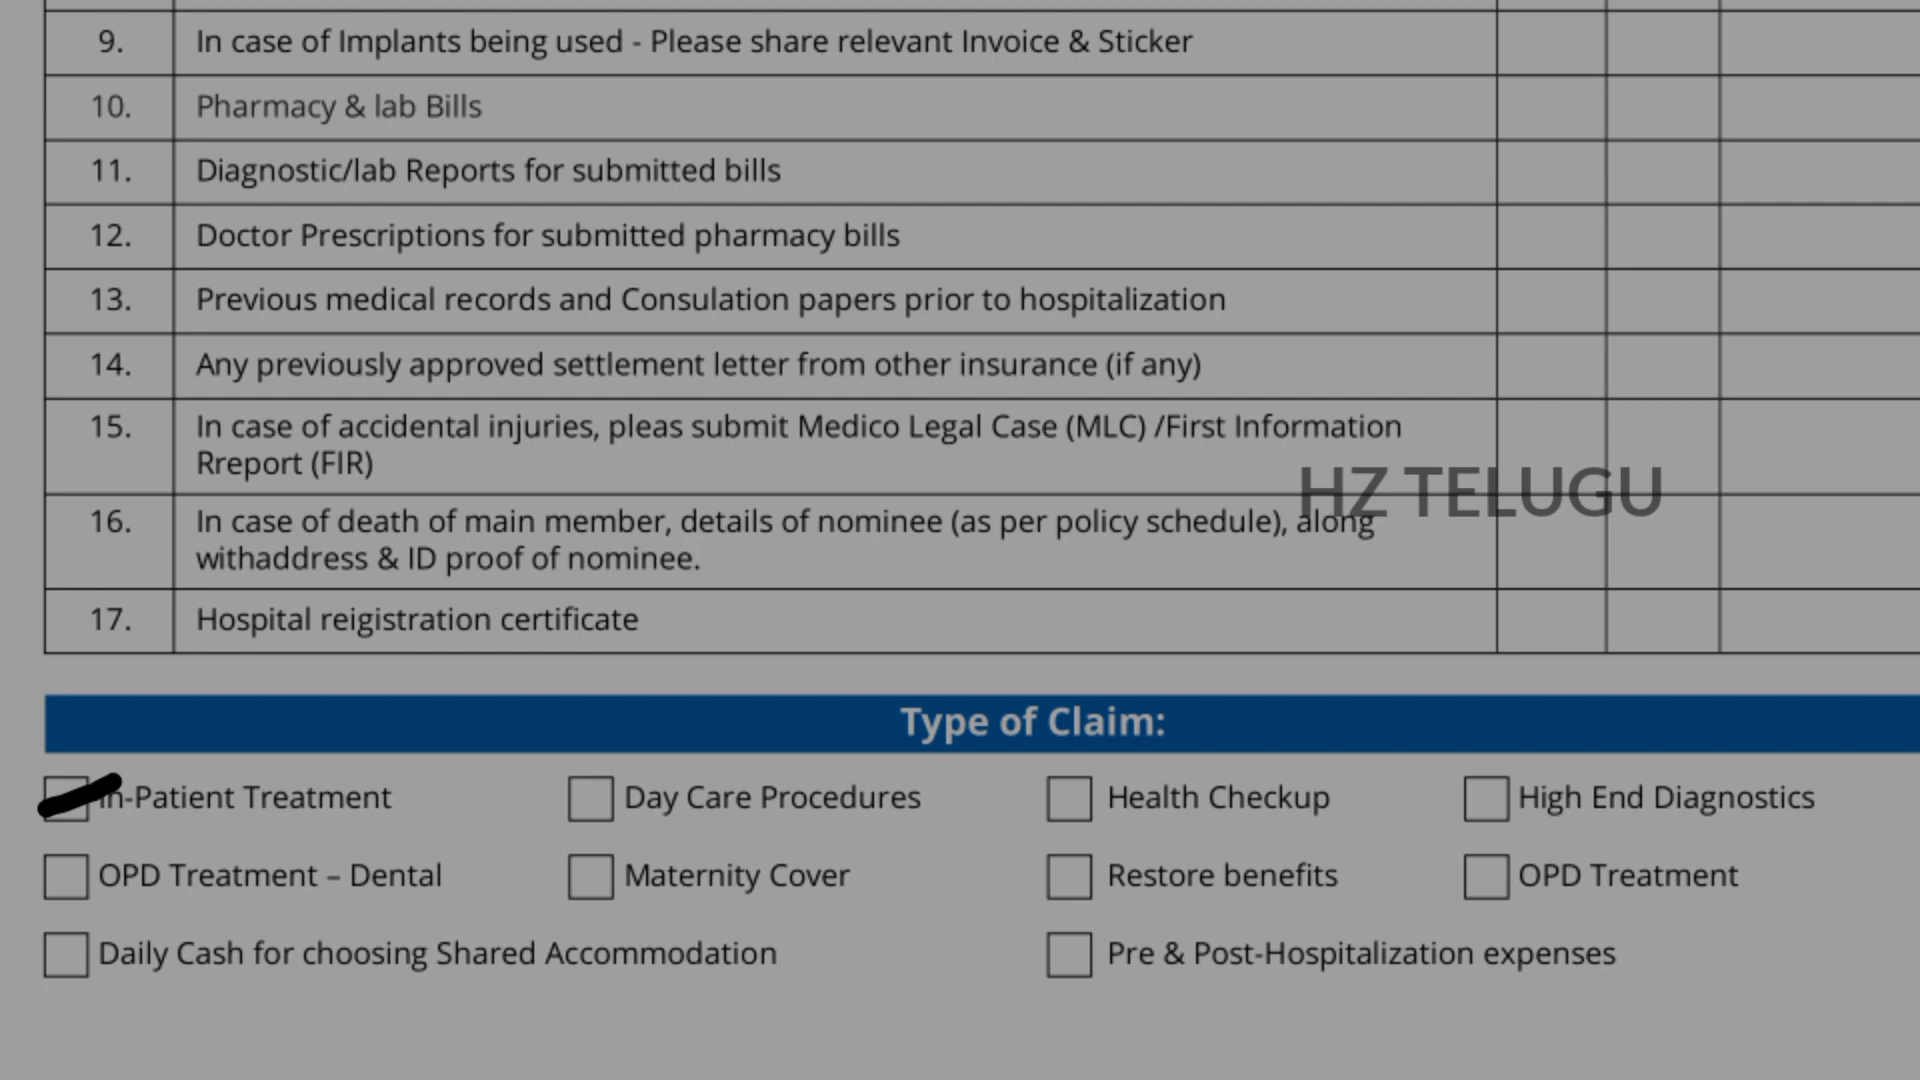 9. In case of Implants being used - Please share relevant Invoice & Sticker
10. Pharmacy & lab Bills
11. Diagnostic/lab Reports for submitted bills
12. Doctor Prescriptions for submitted pharmacy bills
13. Previous medical records and Consulation papers prior to hospitalization
14. Any previously approved settlement letter from other insurance (if any)
15. In case of accidental injuries, pleas submit Medico Legal Case (MLC) /First Information
Rreport (FIR)
HZ TELUGU
16. In case of death of main member, details of nominee (as per policy schedule), along
withaddress & ID proof of nominee.
17. Hospital reigistration certificate
Type of Claim:
In-Patient Treatment Day Care Procedures Health Checkup High End Diagnostics
OPD Treatment – Dental Maternity Cover Restore benefits OPD Treatment
Daily Cash for choosing Shared Accommodation Pre & Post-Hospitalization expenses